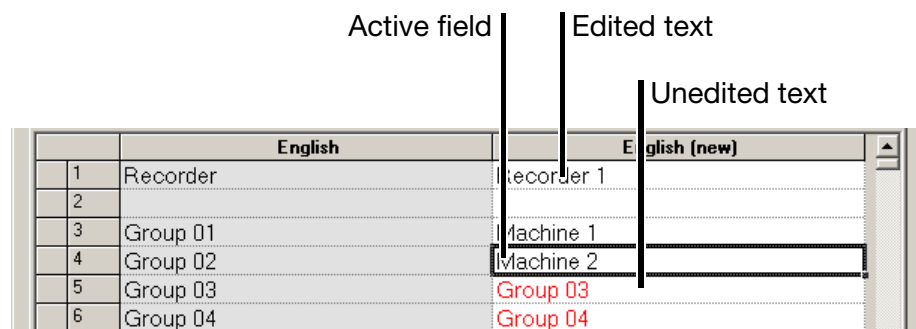 Active field Edited text
Unedited text
English English (new)
1 Recorder Recorder 1
2
3 Group 01 Machine 1
4 Group 02 Machine 2
5 Group 03 Group 03
6 Group 04 Group 04